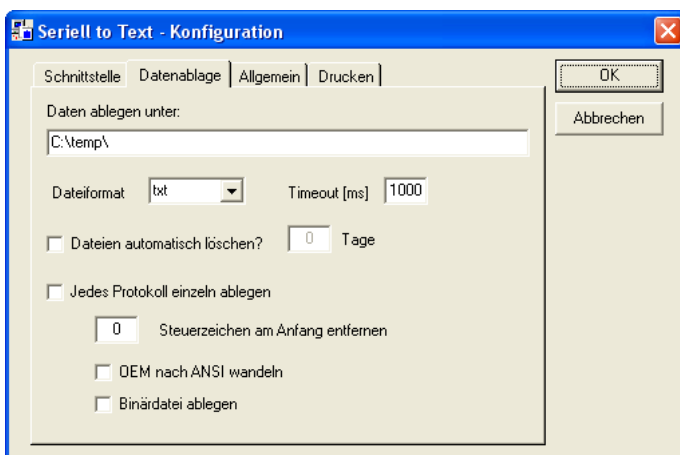 Seriell to Text - Konfiguration
Schnittstelle Datenablage Allgemein Drucken
OK
Daten ablegen unter:
Abbrechen
C:\temp\
Dateiformat txt Timeout [ms] 1000
Dateien automatisch löschen? 0 Tage
Jedes Protokoll einzeln ablegen
0 Steuerzeichen am Anfang entfernen
OEM nach ANSI wandeln
Binärdatei ablegen